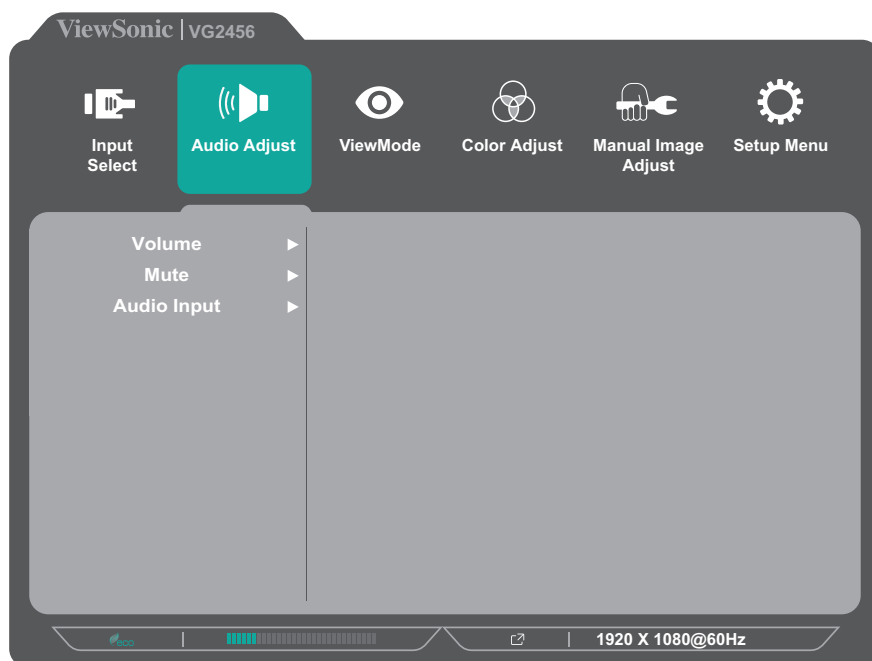 ViewSonic | VG2456
Input
Select
Audio Adjust
ViewMode
Color Adjust
Manual Image
Adjust
Setup Menu
Volume
Mute
Audio Input
eco
1920 X 1080@60Hz